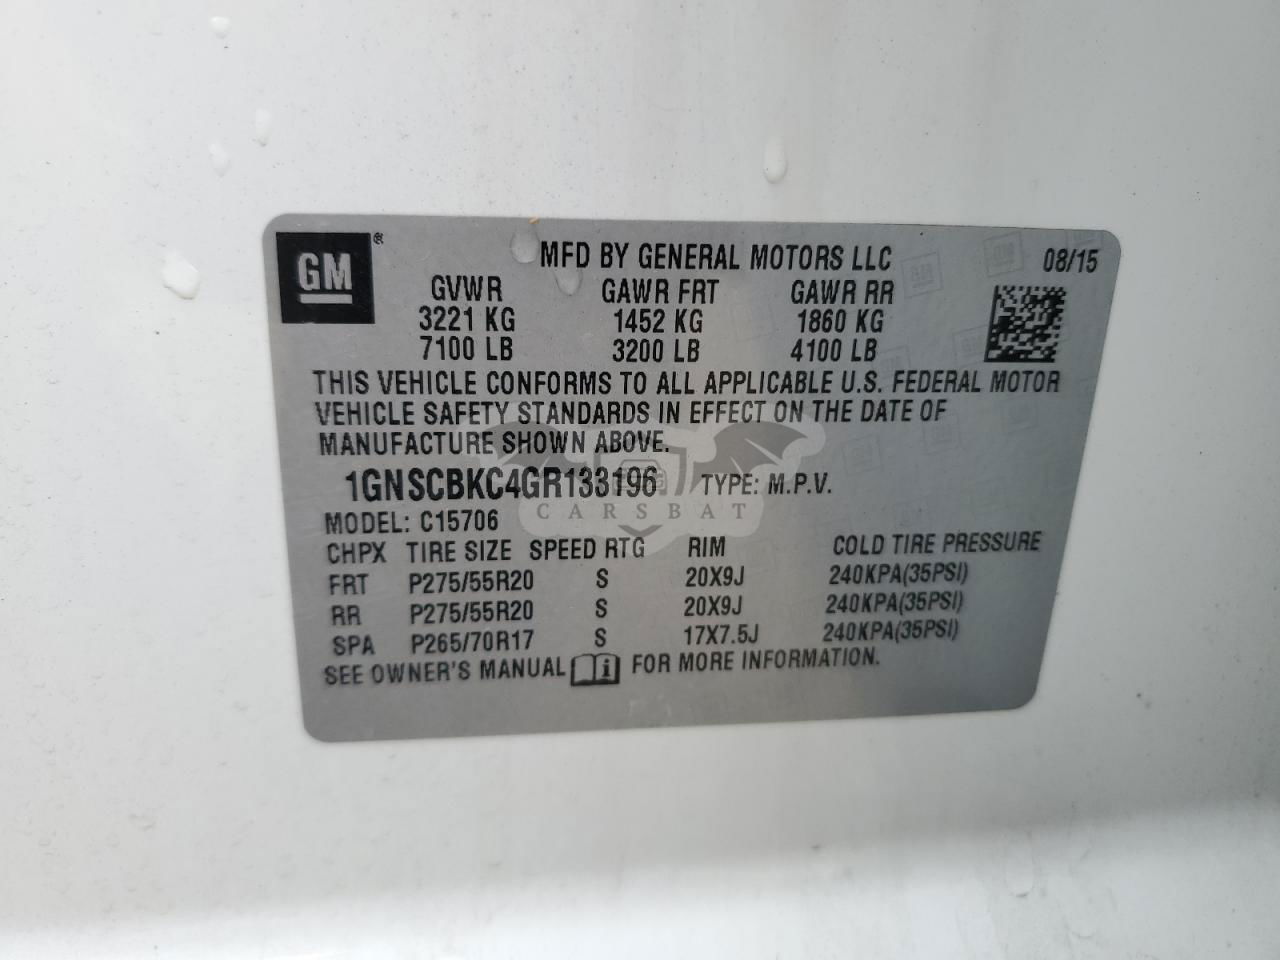 GM®
MFD BY GENERAL MOTORS LLC 08/15
GVWR GAWR FRT GAWR RR
3221 KG 1452 KG 1860 KG
7100 LB 3200 LB 4100 LB
THIS VEHICLE CONFORMS TO ALL APPLICABLE U.S. FEDERAL MOTOR
VEHICLE SAFETY STANDARDS IN EFFECT ON THE DATE OF
MANUFACTURE SHOWN ABOVE.
1GNSCBKC4GR133196 TYPE: M.P.V.
CARSBAT
MODEL: C15706
CHPX TIRE SIZE SPEED RTG RIM COLD TIRE PRESSURE
FRT P275/55R20 S 20X9J 240KPA(35PSI)
RR P275/55R20 S 20X9J 240KPA(35PSI)
SPA P265/70R17 S 17X7.5J 240KPA(35PSI)
SEE OWNER'S MANUAL i FOR MORE INFORMATION.